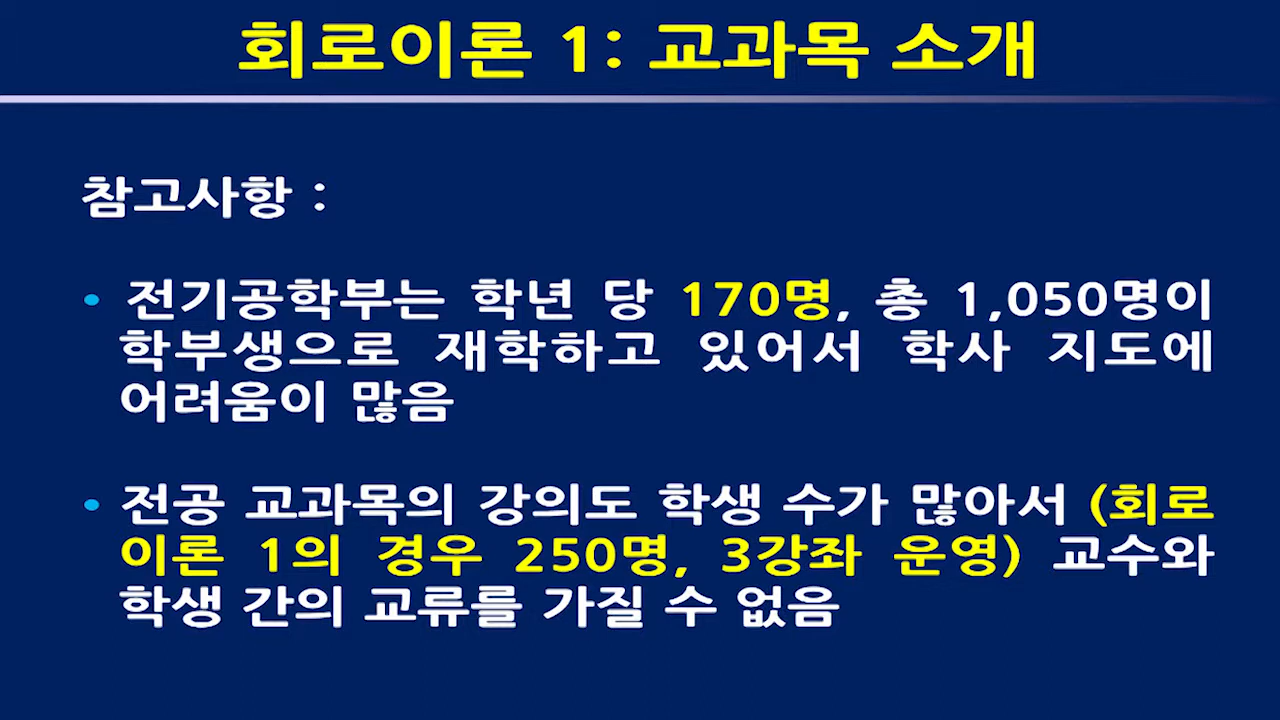 회로이론 1: 교과목 소개
참고사항 :
• 전기공학부는 학년 당 170명, 총 1,050명이
학부생으로 재학하고 있어서 학사 지도에
어려움이 많음
• 전공 교과목의 강의도 학생 수가 많아서 (회로
이론 1의 경우 250명, 3강좌 운영) 교수와
학생 간의 교류를 가질 수 없음